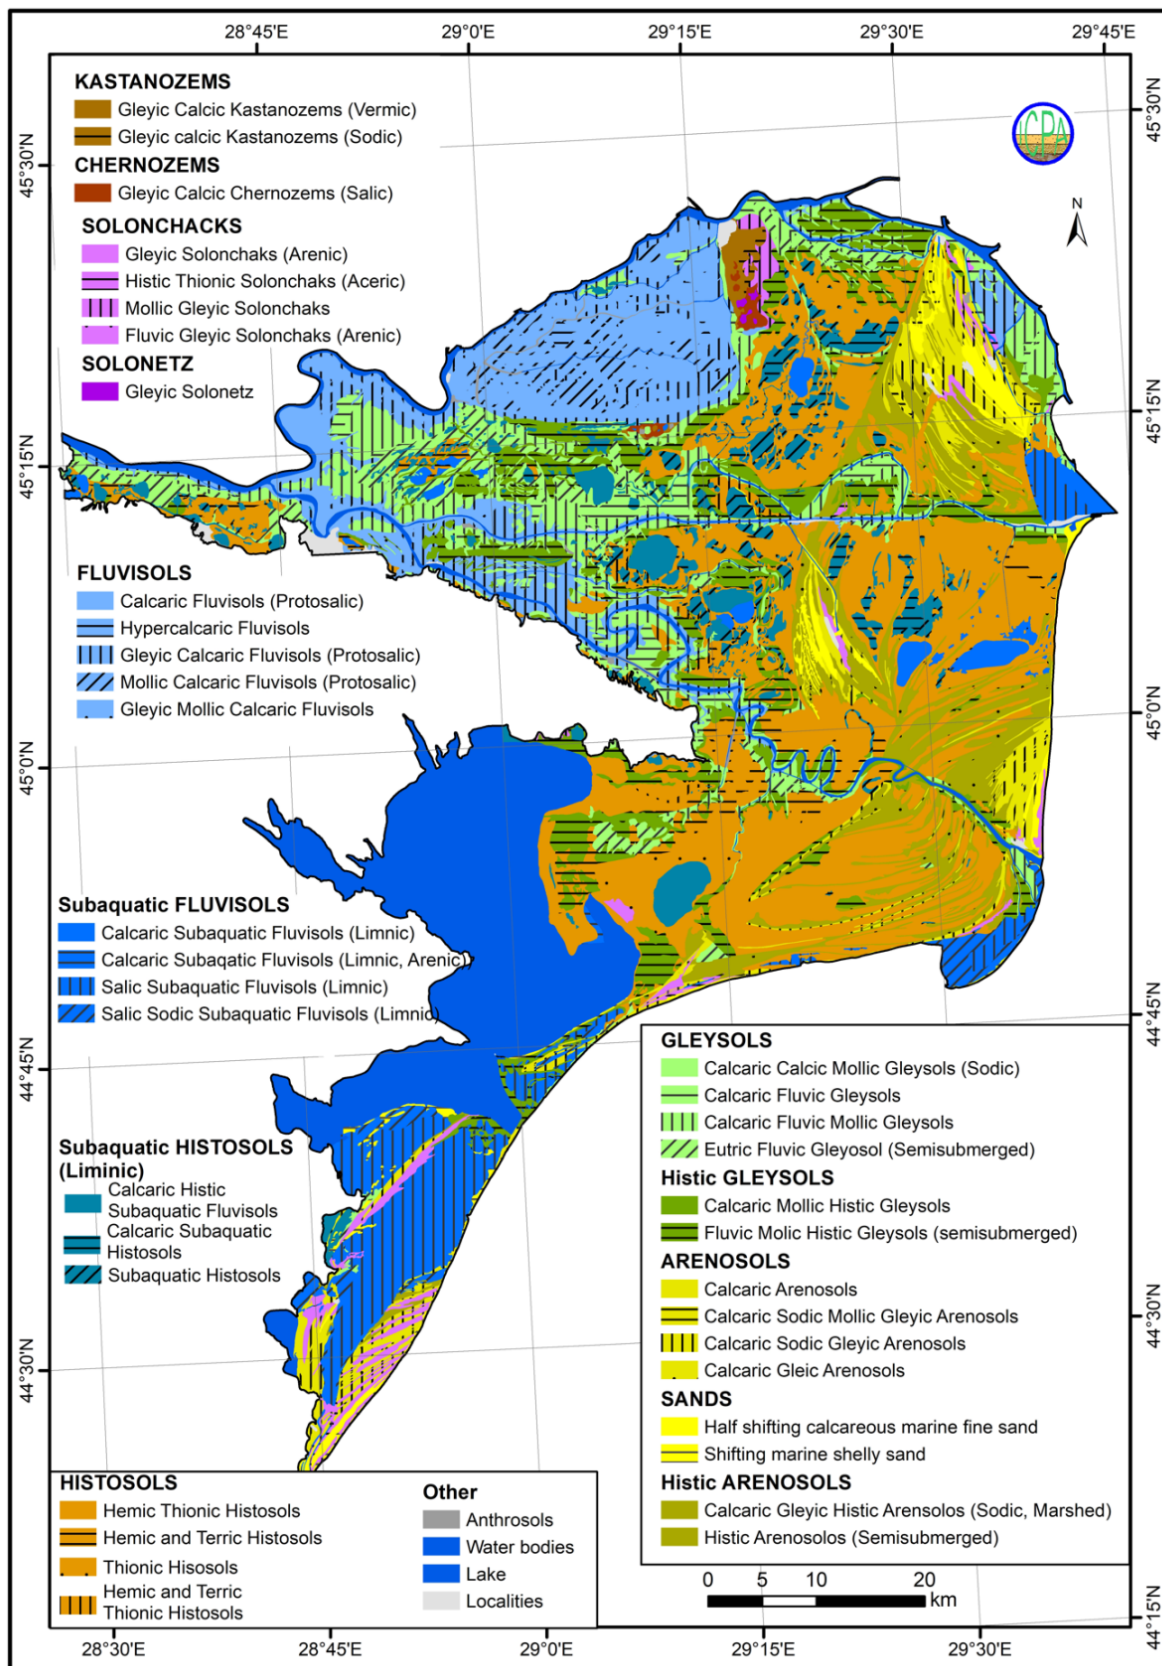 28°45'E 29°0'E 29°15'E 29°30'E 29°45'E
45°30'N
45°15'N
45°0'N
44°45'N
44°30'N
45°30'N
45°15'N
45°0'N
44°45'N
44°30'N
44°15'N
KASTANOZEMS
Gleyic Calcic Kastanozems (Vermic)
Gleyic calcic Kastanozems (Sodic)
CHERNOZEMS
Gleyic Calcic Chernozems (Salic)
SOLONCHACKS
Gleyic Solonchaks (Arenic)
Histic Thionic Solonchaks (Aceric)
Mollic Gleyic Solonchaks
Fluvic Gleyic Solonchaks (Arenic)
SOLONETZ
Gleyic Solonetz
ICPA
N
FLUVISOLS
Calcaric Fluvisols (Protosalic)
Hypercalcaric Fluvisols
Gleyic Calcaric Fluvisols (Protosalic)
Mollic Calcaric Fluvisols (Protosalic)
Gleyic Mollic Calcaric Fluvisols
Subaquatic FLUVISOLS
Calcaric Subaquatic Fluvisols (Limnic)
Calcaric Subaqatic Fluvisols (Limnic, Arenic)
Salic Subaquatic Fluvisols (Limnic)
Salic Sodic Subaquatic Fluvisols (Limnic)
Subaquatic HISTOSOLS
(Liminic)
Calcaric Histic
Subaquatic Fluvisols
Calcaric Subaquatic
Histosols
Subaquatic Histosols
GLEYSOLS
Calcaric Calcic Mollic Gleysols (Sodic)
Calcaric Fluvic Gleysols
Calcaric Fluvic Mollic Gleysols
Eutric Fluvic Gleyosol (Semisubmerged)
Histic GLEYSOLS
Calcaric Mollic Histic Gleysols
Fluvic Molic Histic Gleysols (semisubmerged)
ARENOSOLS
Calcaric Arenosols
Calcaric Sodic Mollic Gleyic Arenosols
Calcaric Sodic Gleyic Arenosols
Calcaric Gleic Arenosols
SANDS
Half shifting calcareous marine fine sand
Shifting marine shelly sand
Histic ARENOSOLS
Calcaric Gleyic Histic Arensolos (Sodic, Marshed)
Histic Arenosolos (Semisubmerged)
HISTOSOLS
Hemic Thionic Histosols
Hemic and Terric Histosols
Thionic Hisosols
Hemic and Terric
Thionic Histosols
Other
Anthrosols
Water bodies
Lake
Localities
0 5 10 20
km
28°30'E 28°45'E 29°0'E 29°15'E 29°30'E